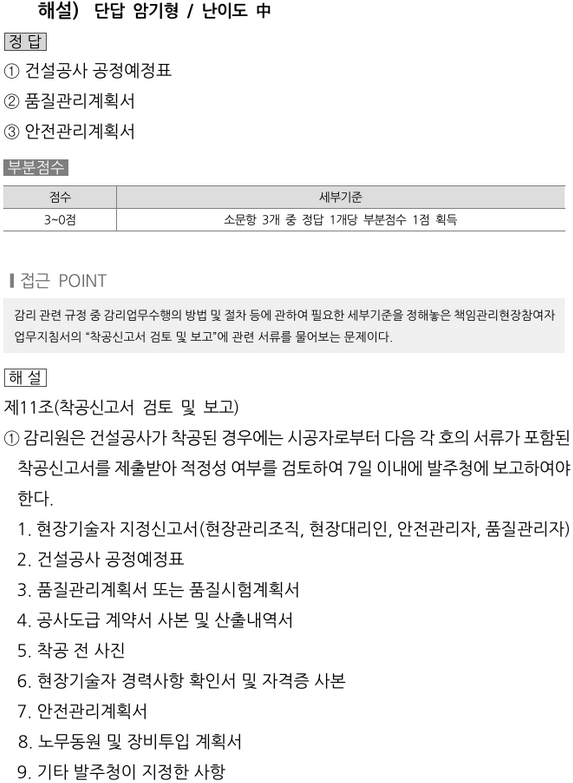 해설) 단답 암기형 / 난이도 中
정 답
① 건설공사 공정예정표
② 품질관리계획서
③ 안전관리계획서
부분점수
점수 세부기준
3~0점 소문항 3개 중 정답 1개당 부분점수 1점 획득
▎접근 POINT
감리 관련 규정 중 감리업무수행의 방법 및 절차 등에 관하여 필요한 세부기준을 정해놓은 책임관리현장참여자
업무지침서의 “착공신고서 검토 및 보고”에 관련 서류를 물어보는 문제이다.
해 설
제11조(착공신고서 검토 및 보고)
① 감리원은 건설공사가 착공된 경우에는 시공자로부터 다음 각 호의 서류가 포함된
착공신고서를 제출받아 적정성 여부를 검토하여 7일 이내에 발주청에 보고하여야
한다.
1. 현장기술자 지정신고서(현장관리조직, 현장대리인, 안전관리자, 품질관리자)
2. 건설공사 공정예정표
3. 품질관리계획서 또는 품질시험계획서
4. 공사도급 계약서 사본 및 산출내역서
5. 착공 전 사진
6. 현장기술자 경력사항 확인서 및 자격증 사본
7. 안전관리계획서
8. 노무동원 및 장비투입 계획서
9. 기타 발주청이 지정한 사항